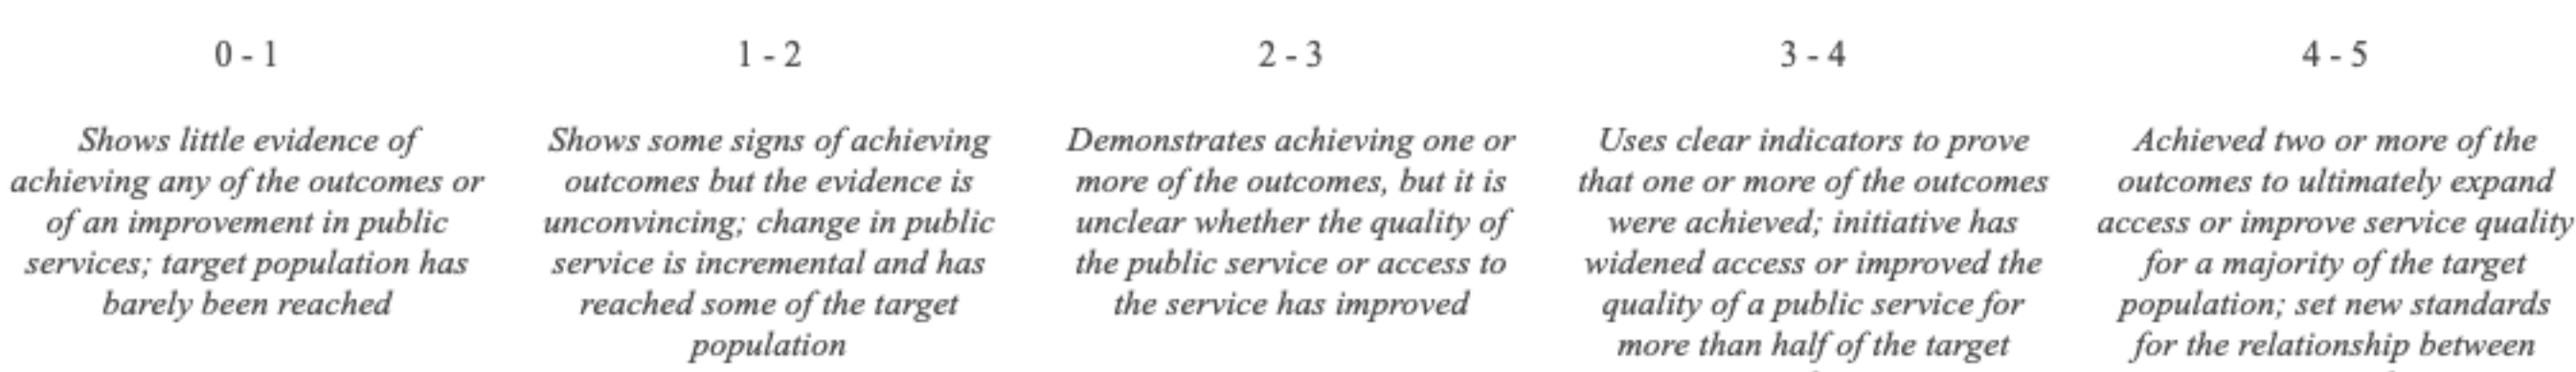 0 - 1
Shows little evidence of
achieving any of the outcomes or
of an improvement in public
services; target population has
barely been reached
1 - 2
Shows some signs of achieving
outcomes but the evidence is
unconvincing; change in public
service is incremental and has
reached some of the target
population
2 - 3
Demonstrates achieving one or
more of the outcomes, but it is
unclear whether the quality of
the public service or access to
the service has improved
3 - 4
Uses clear indicators to prove
that one or more of the outcomes
were achieved; initiative has
widened access or improved the
quality of a public service for
more than half of the target
4 - 5
Achieved two or more of the
outcomes to ultimately expand
access or improve service quality
for a majority of the target
population; set new standards
for the relationship between